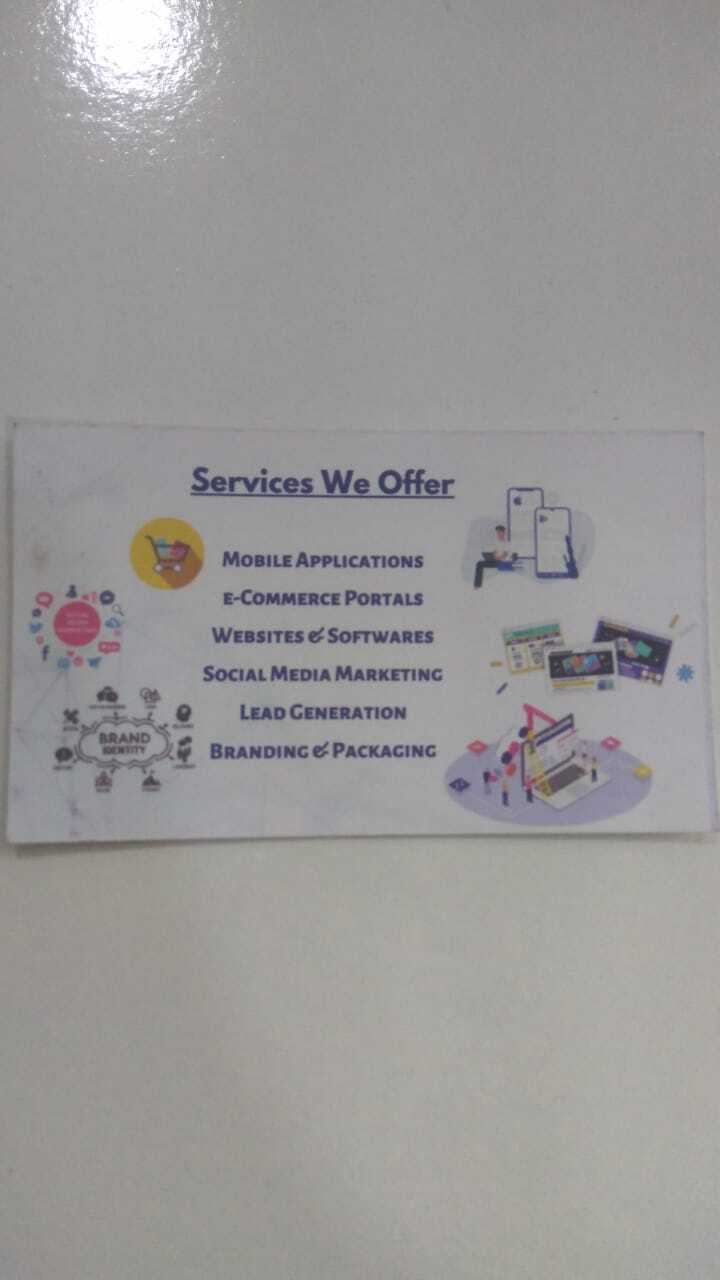 Services We Offer
Mobile Applications
e-Commerce Portals
Websites & Softwares
Social Media Marketing
Lead Generation
Branding & Packaging
BRAND
IDENTITY